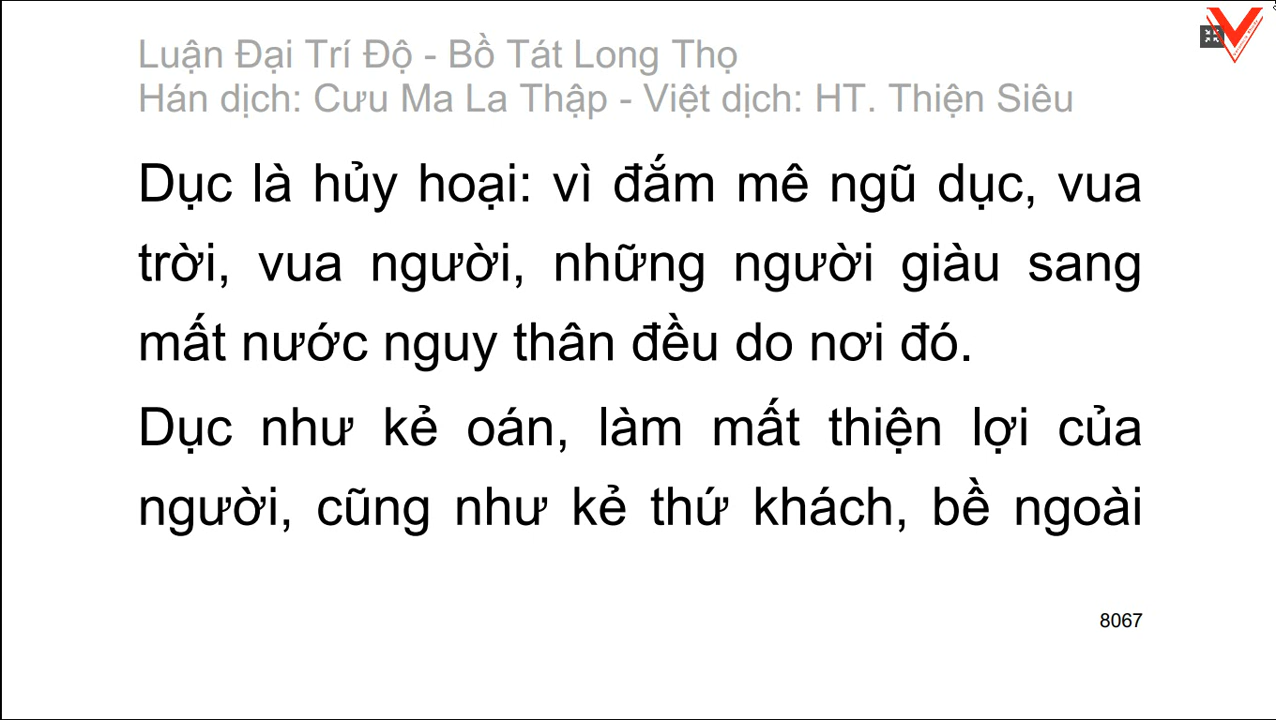 Luận Đại Trí Độ - Bồ Tát Long Thọ
Hán dịch: Cưu Ma La Thập - Việt dịch: HT. Thiện Siêu
Dục là hủy hoại: vì đắm mê ngũ dục, vua
trời, vua người, những người giàu sang
mất nước nguy thân đều do nơi đó.
Dục như kẻ oán, làm mất thiện lợi của
người, cũng như kẻ thứ khách, bề ngoài
8067